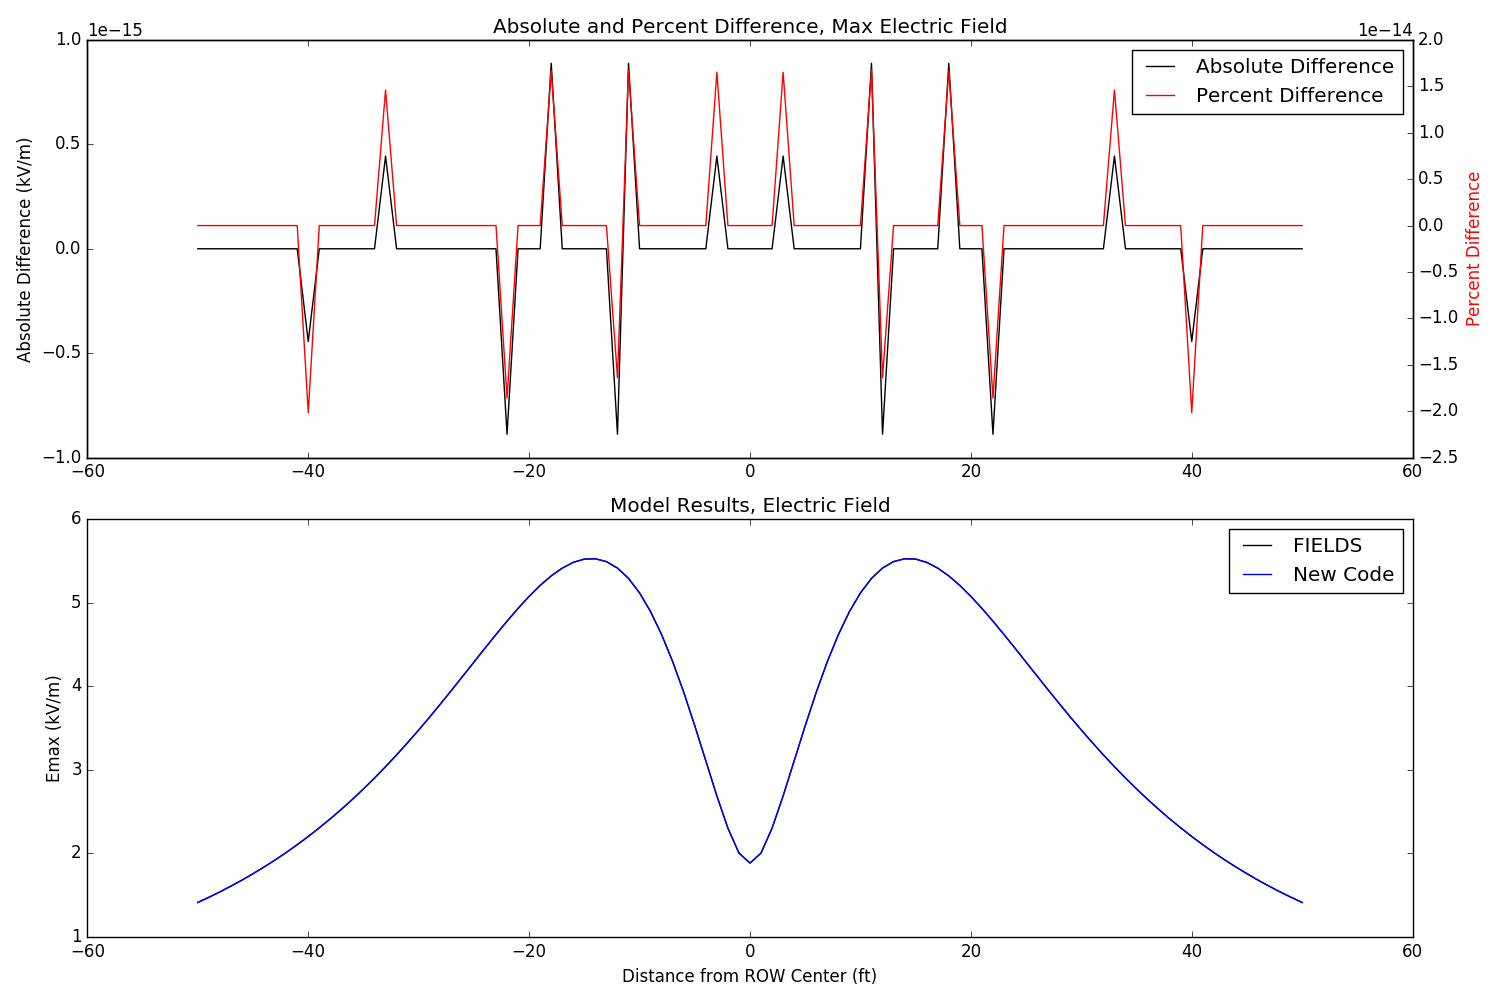 Absolute and Percent Difference, Max Electric Field
1e−15
1e−14
Absolute Difference
Percent Difference
1.0
0.5
0.0
−0.5
−1.0
Absolute Difference (kV/m)
2.0
1.5
1.0
0.5
0.0
−0.5
−1.0
−1.5
−2.0
−2.5
Percent Difference
−60 −40 −20 0 20 40 60
Model Results, Electric Field
FIELDS
New Code
6
5
4
3
2
1
Emax (kV/m)
−60 −40 −20 0 20 40 60
Distance from ROW Center (ft)